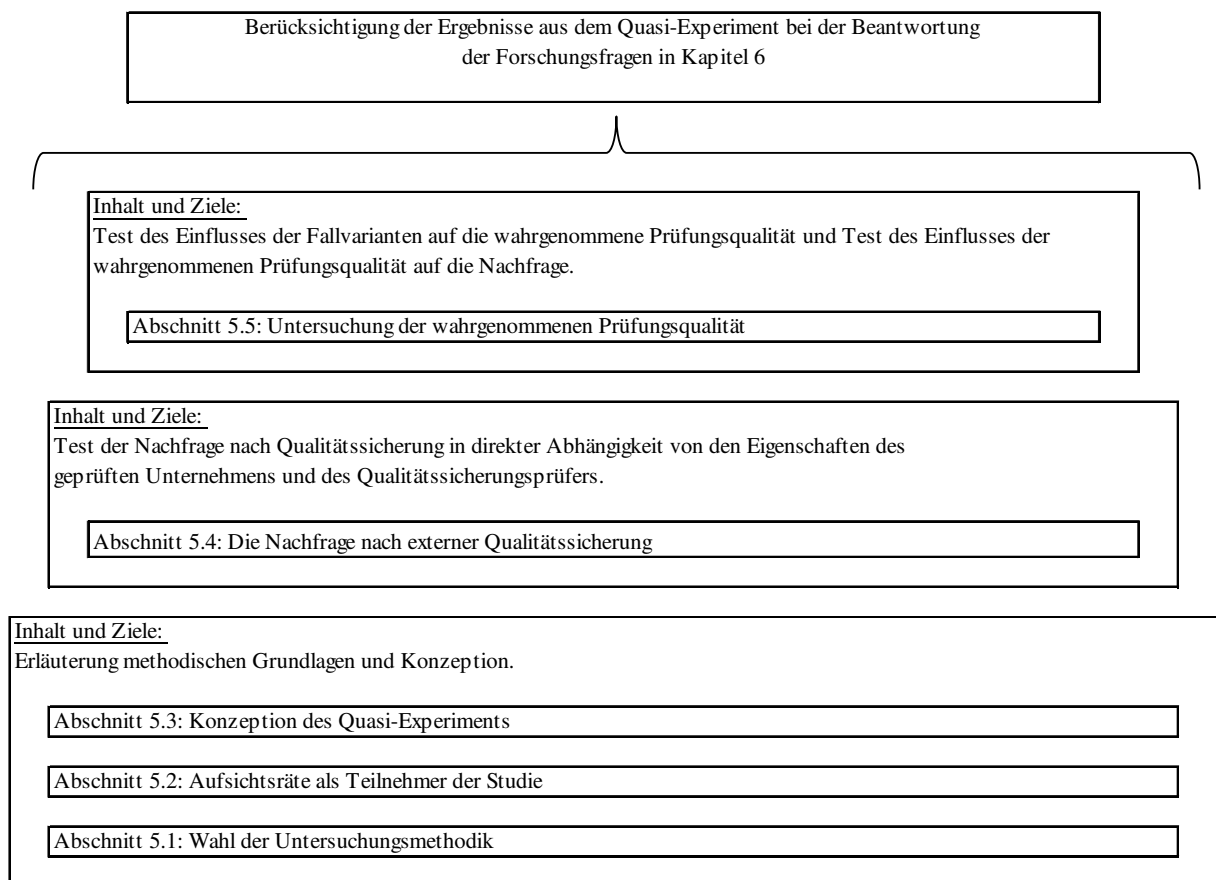 Berücksichtigung der Ergebnisse aus dem Quasi-Experiment bei der Beantwortung
der Forschungsfragen in Kapitel 6
Inhalt und Ziele:
Test des Einflusses der Fallvarianten auf die wahrgenommene Prüfungsqualität und Test des Einflusses der
wahrgenommenen Prüfungsqualität auf die Nachfrage.
Abschnitt 5.5: Untersuchung der wahrgenommenen Prüfungsqualität
Inhalt und Ziele:
Test der Nachfrage nach Qualitätssicherung in direkter Abhängigkeit von den Eigenschaften des
geprüften Unternehmens und des Qualitätssicherungsprüfers.
Abschnitt 5.4: Die Nachfrage nach externer Qualitätssicherung
Inhalt und Ziele:
Erläuterung methodischen Grundlagen und Konzeption.
Abschnitt 5.3: Konzeption des Quasi-Experiments
Abschnitt 5.2: Aufsichtsräte als Teilnehmer der Studie
Abschnitt 5.1: Wahl der Untersuchungsmethodik